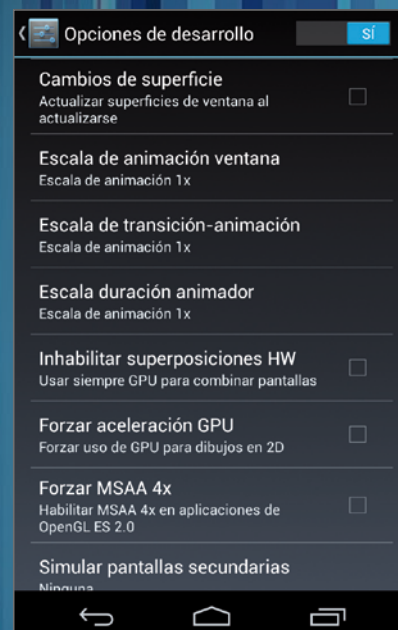 Opciones de desarrollo
SÍ
Cambios de superficie
Actualizar superficies de ventana al
actualizarse
Escala de animación ventana
Escala de animación 1x
Escala de transición-animación
Escala de animación 1x
Escala duración animador
Escala de animación 1x
Inhabilitar superposiciones HW
Usar siempre GPU para combinar pantallas
Forzar aceleración GPU
Forzar uso de GPU para dibujos en 2D
Forzar MSAA 4x
Habilitar MSAA 4x en aplicaciones de
OpenGL ES 2.0
Simular pantallas secundarias
Ninguna